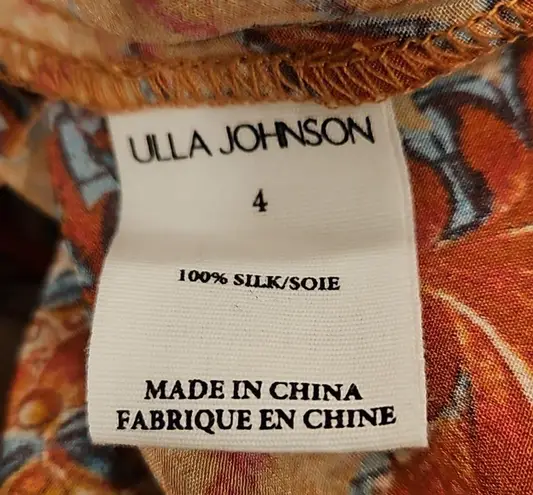 ULLA JOHNSON
4
100% SILK/SOIE
MADE IN CHINA
FABRIQUE EN CHINE